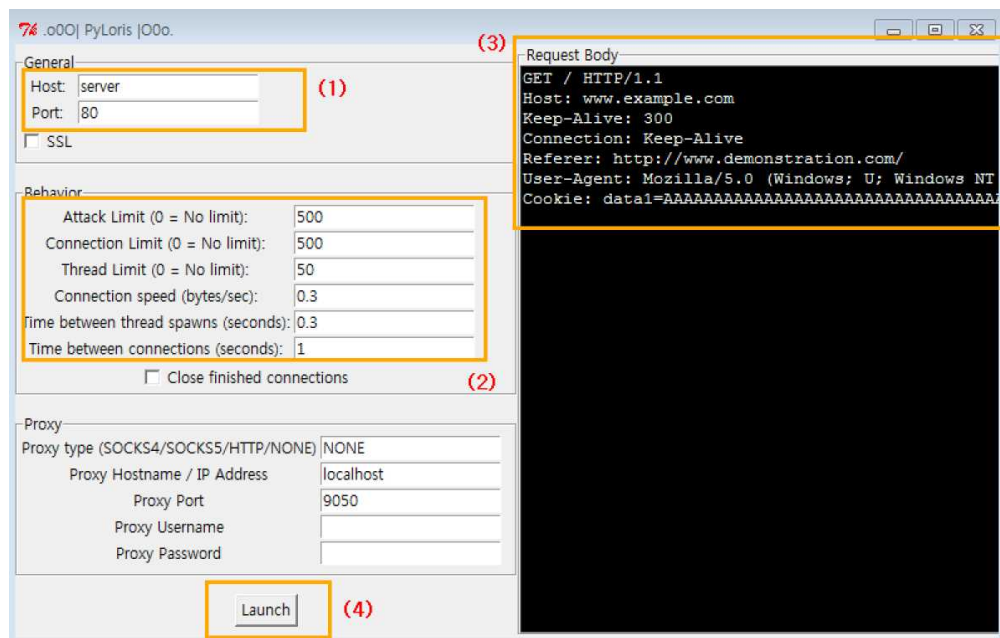 .o0O| PyLoris |O0o.
General
Host: server
Port: 80
(1)
SSL
Behavior
Attack Limit (0 = No limit): 500
Connection Limit (0 = No limit): 500
Thread Limit (0 = No limit): 50
Connection speed (bytes/sec): 0.3
Time between thread spawns (seconds): 0.3
Time between connections (seconds): 1
Close finished connections
(2)
Proxy
Proxy type (SOCKS4/SOCKS5/HTTP/NONE) NONE
Proxy Hostname / IP Address localhost
Proxy Port 9050
Proxy Username
Proxy Password
Launch
(4)
(3)
Request Body
GET / HTTP/1.1
Host: www.example.com
Keep-Alive: 300
Connection: Keep-Alive
Referer: http://www.demonstration.com/
User-Agent: Mozilla/5.0 (Windows; U; Windows NT
Cookie: data1=AAAAAAAAAAAAAAAAAAAAAAAAAAAAAAAAAA